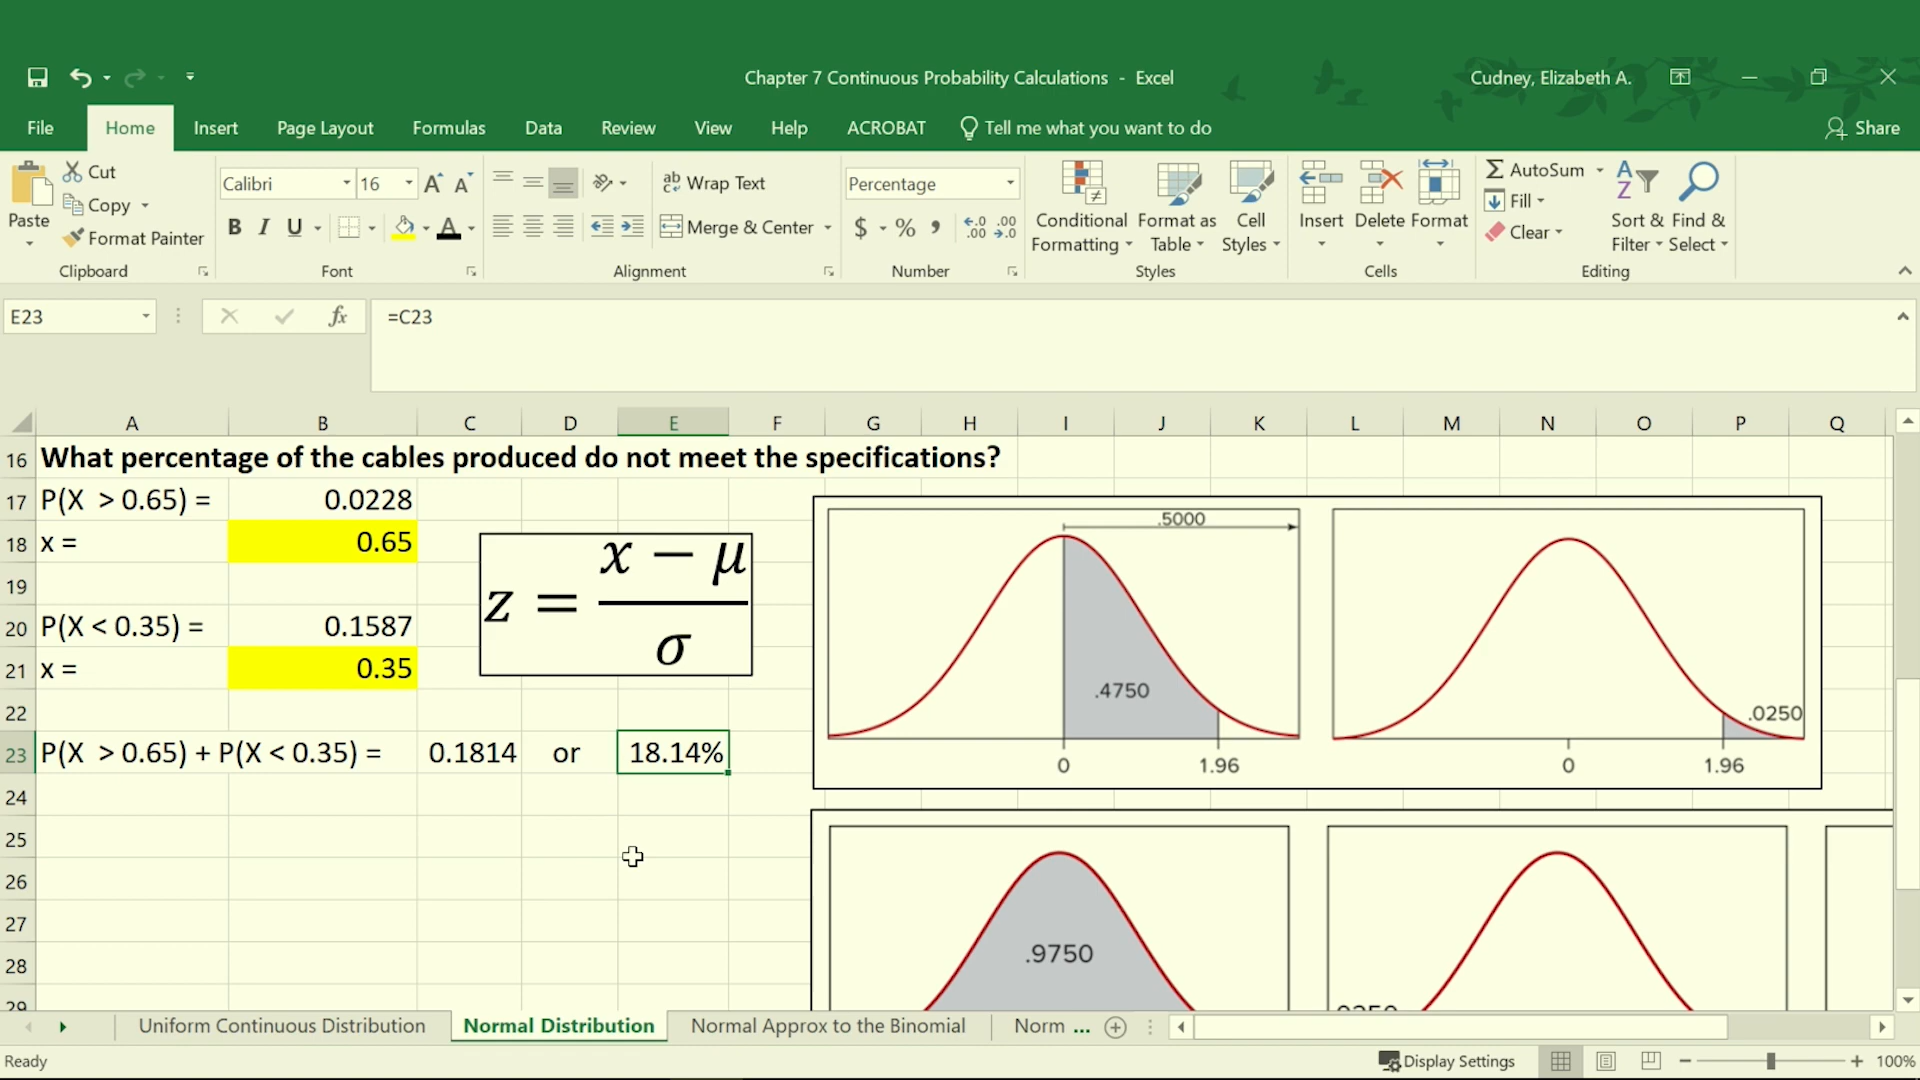 Chapter 7 Continuous Probability Calculations - Excel
Cudney, Elizabeth A.
File Home Insert Page Layout Formulas Data Review View Help ACROBAT Tell me what you want to do Share
Paste
Cut
Copy
Format Painter
Clipboard
Calibri 16
B I U
Font
Wrap Text
Merge & Center
Alignment
Percentage
$ % ,
Number
Conditional Formatting
Format as Table
Cell Styles
Styles
Insert Delete Format
Cells
AutoSum
Fill
Clear
Sort & Filter
Find & Select
Editing
E23 fx =C23
A B C D E F G H I J K L M N O P Q
16 What percentage of the cables produced do not meet the specifications?
17 P(X > 0.65) = 0.0228
18 x = 0.65
19
20 P(X < 0.35) = 0.1587
21 x = 0.35
22
23 P(X > 0.65) + P(X < 0.35) = 0.1814 or 18.14%
24
25
26
27
28
29
z = x − μ / σ
.5000
.4750
0 1.96
.0250
0 1.96
.9750
Uniform Continuous Distribution Normal Distribution Normal Approx to the Binomial Norm ...
Ready Display Settings 100%